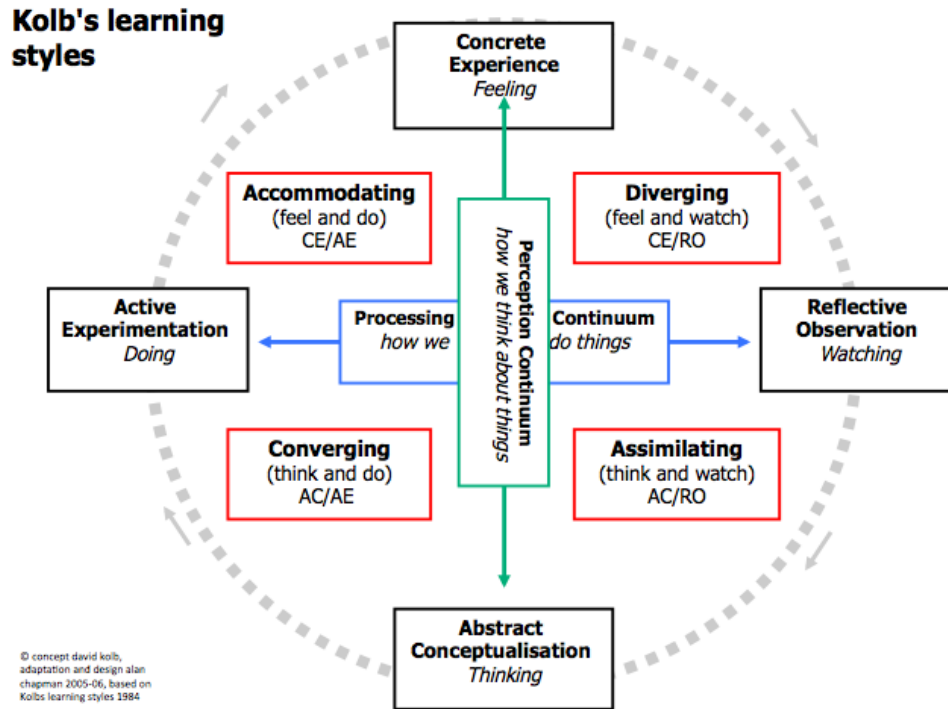 Kolb's learning
styles
Concrete
Experience
Feeling
Accommodating
(feel and do)
CE/AE
Diverging
(feel and watch)
CE/RO
Perception Continuum
how we think about things
Active
Experimentation
Doing
Processing Continuum
how we do things
Reflective
Observation
Watching
Converging
(think and do)
AC/AE
Assimilating
(think and watch)
AC/RO
Abstract
Conceptualisation
Thinking
© concept david kolb,
adaptation and design alan
chapman 2005-06, based on
Kolbs learning styles 1984